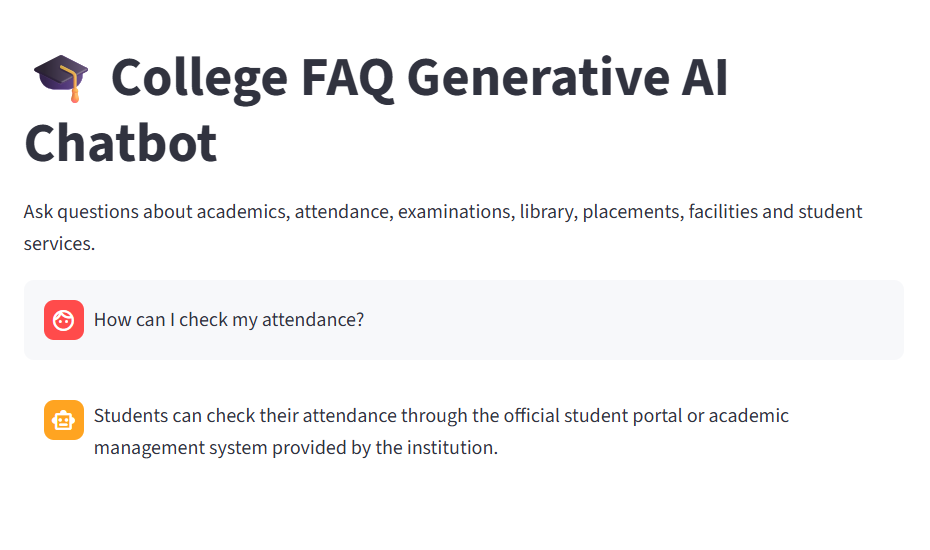 🎓 College FAQ Generative AI
Chatbot
Ask questions about academics, attendance, examinations, library, placements, facilities and student
services.
How can I check my attendance?
Students can check their attendance through the official student portal or academic
management system provided by the institution.